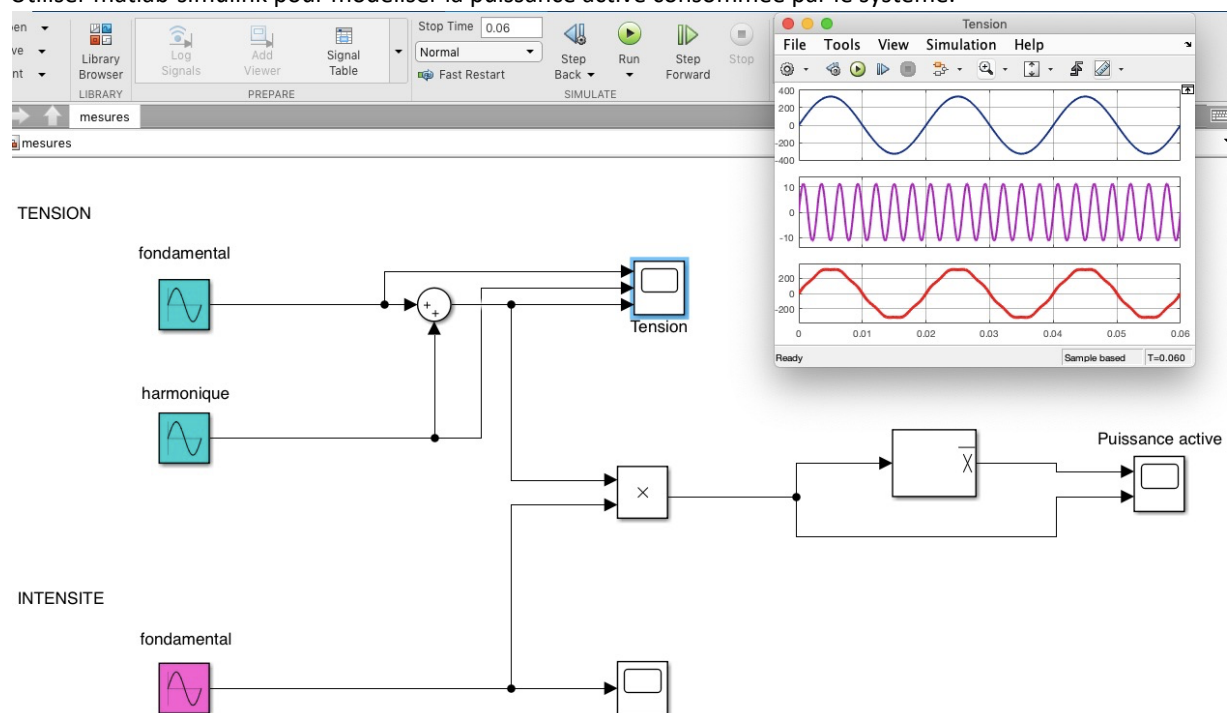 Utiliser matlab-simulink pour modéliser la puissance active consommée par le système.
Stop Time 0.06
Normal
Fast Restart
Library Browser
Log Signals
Add Viewer
Signal Table
Step Back
Run
Step Forward
Stop
LIBRARY
PREPARE
SIMULATE
mesures
mesures
Tension
File Tools View Simulation Help
400
200
0
-200
-400
10
0
-10
200
0
-200
0 0.01 0.02 0.03 0.04 0.05 0.06
Ready
Sample based
T=0.060
TENSION
fondamental
+
+
Tension
harmonique
×
X
Puissance active
INTENSITE
fondamental